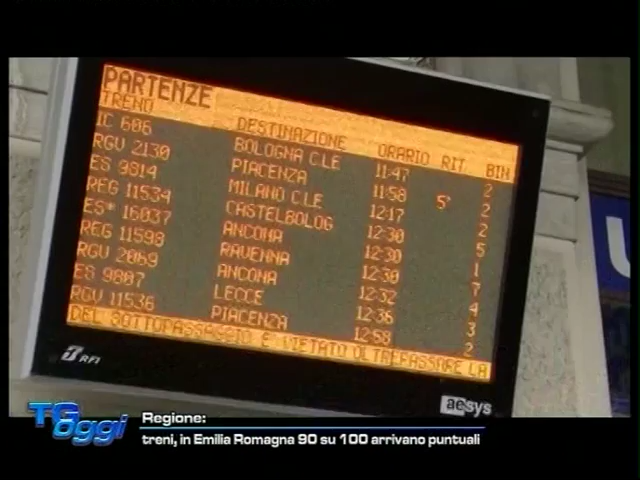 PARTENZE
TRENO DESTINAZIONE ORARIO RIT. BIN
IC 606 BOLOGNA C.LE 11:47 2
RGV 2130 PIACENZA 11:58 5' 2
ES 9814 MILANO C.LE 12:17 2
REG 11534 CASTELBOLOG 12:30 5
ES* 16037 ANCONA 12:30 1
REG 11593 RAVENNA 12:30 7
RGV 2069 ANCONA 12:32 4
ES 9807 LECCE 12:36 3
RGV 11536 PIACENZA 12:58 2
DEL SOTTOPASSAGGIO E' VIETATO OLTREPASSARE LA
RFI
aesys
TG oggi
Regione:
treni, in Emilia Romagna 90 su 100 arrivano puntuali